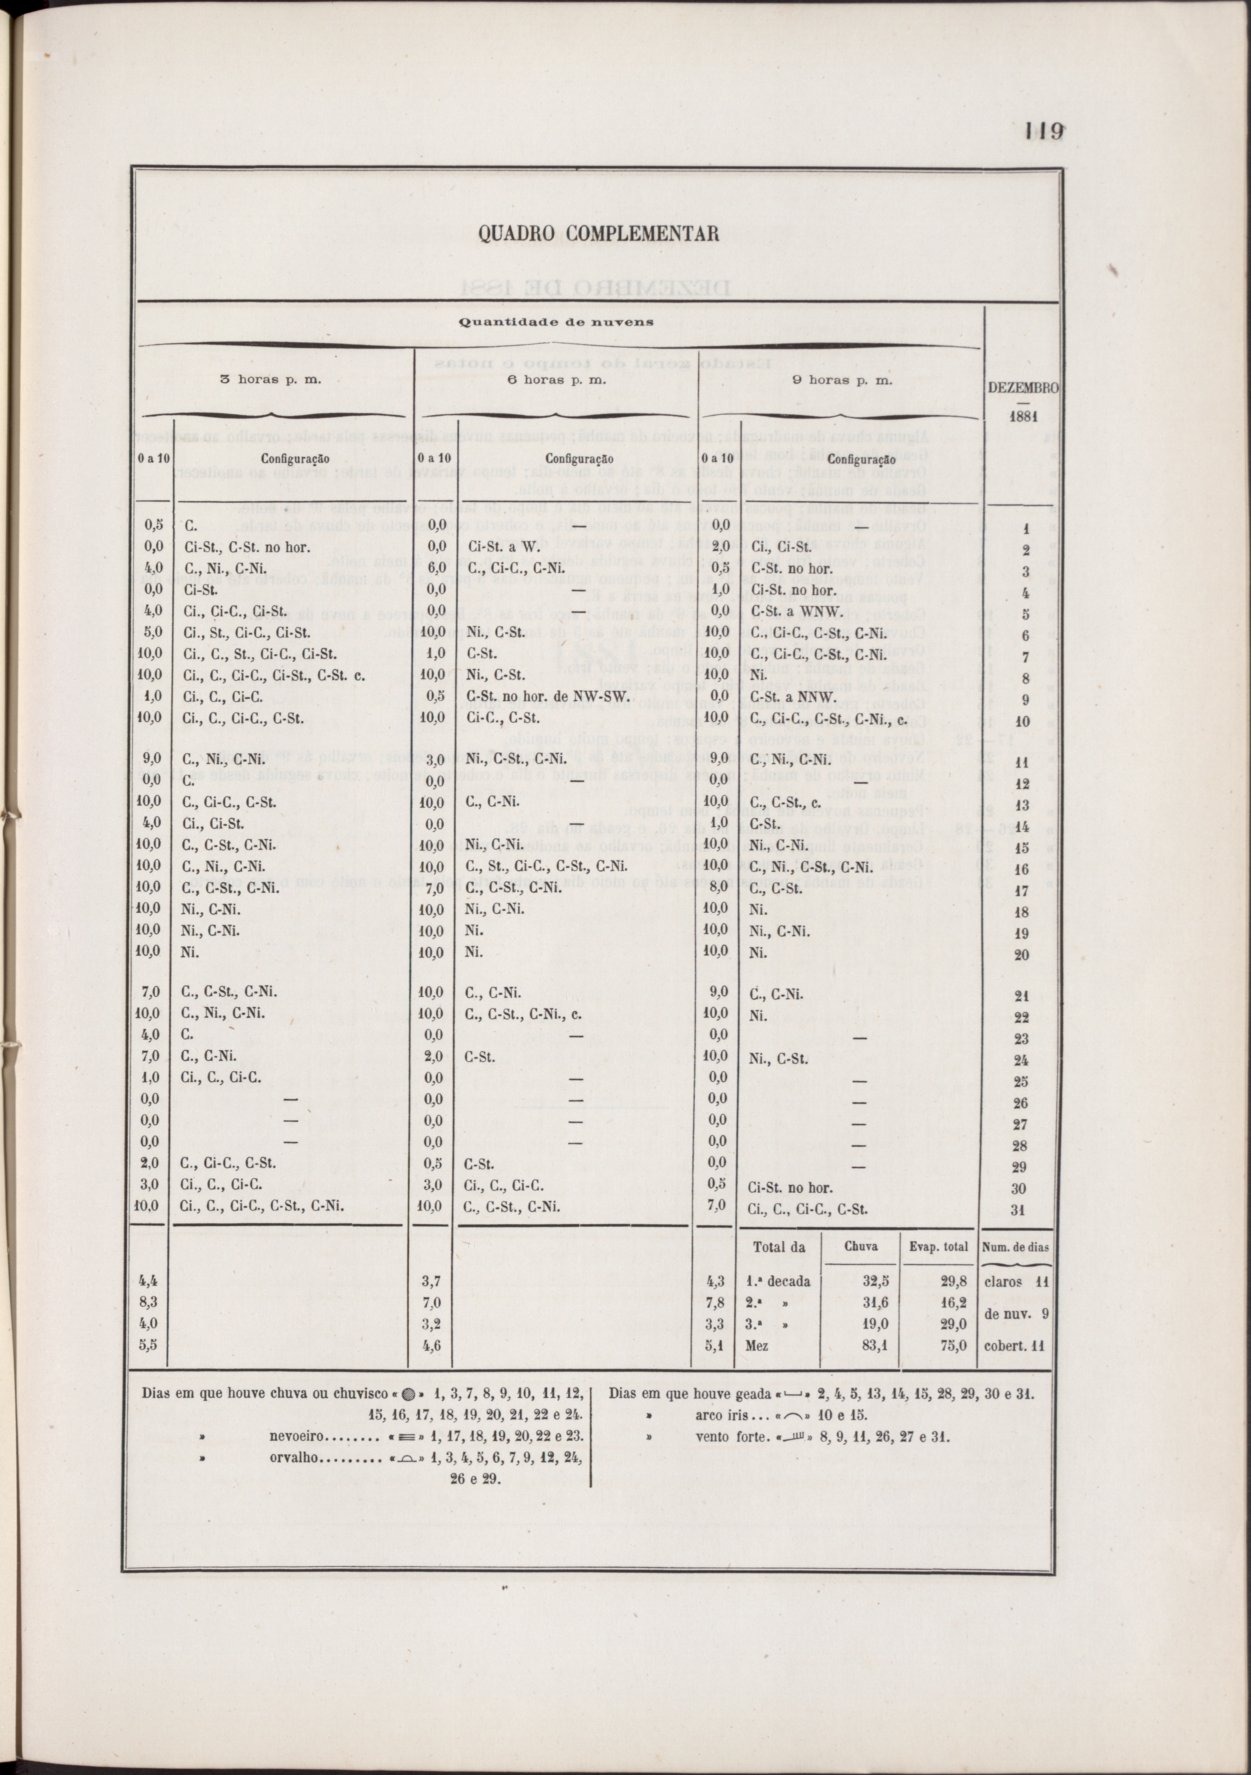 119
QUADRO COMPLEMENTAR
Quantidade de nuvens
3 horas p. m. 6 horas p. m. 9 horas p. m. DEZEMBRO
—
1881
0 a 10 Configuração 0 a 10 Configuração 0 a 10 Configuração
0,5 C. 0,0 — 0,0 — 1
0,0 Ci-St., C-St. no hor. 0,0 Ci-St. a W. 2,0 Ci., Ci-St. 2
4,0 C., Ni., C-Ni. 6,0 C., Ci-C., C-Ni. 0,5 C-St. no hor. 3
0,0 Ci-St. 0,0 — 1,0 Ci-St. no hor. 4
4,0 Ci., Ci-C., Ci-St. 0,0 — 0,0 C-St. a WNW. 5
5,0 Ci., St., Ci-C., Ci-St. 10,0 Ni., C-St. 10,0 C., Ci-C., C-St., C-Ni. 6
10,0 Ci., C., St., Ci-C., Ci-St. 1,0 C-St. 10,0 C., Ci-C., C-St., C-Ni. 7
10,0 Ci., C., Ci-C., Ci-St., C-St. c. 10,0 Ni., C-St. 10,0 Ni. 8
1,0 Ci., C., Ci-C. 0,5 C-St. no hor. de NW-SW. 0,0 C-St. a NNW. 9
10,0 Ci., C., Ci-C., C-St. 10,0 Ci-C., C-St. 10,0 C., Ci-C., C-St., C-Ni., c. 10
9,0 C., Ni., C-Ni. 3,0 Ni., C-St., C-Ni. 9,0 C., Ni., C-Ni. 11
0,0 C. 0,0 — 0,0 — 12
10,0 C., Ci-C., C-St. 10,0 C., C-Ni. 10,0 C., C-St., c. 13
4,0 Ci., Ci-St. 0,0 — 1,0 C-St. 14
10,0 C., C-St., C-Ni. 10,0 Ni., C-Ni. 10,0 Ni., C-Ni. 15
10,0 C., Ni., C-Ni. 10,0 C., St., Ci-C., C-St., C-Ni. 10,0 C., Ni., C-St., C-Ni. 16
10,0 C., C-St., C-Ni. 7,0 C., C-St., C-Ni. 8,0 C., C-St. 17
10,0 Ni., C-Ni. 10,0 Ni., C-Ni. 10,0 Ni. 18
10,0 Ni., C-Ni. 10,0 Ni. 10,0 Ni., C-Ni. 19
10,0 Ni. 10,0 Ni. 10,0 Ni. 20
7,0 C., C-St., C-Ni. 10,0 C., C-Ni. 9,0 C., C-Ni. 21
10,0 C., Ni., C-Ni. 10,0 C., C-St., C-Ni., c. 10,0 Ni. 22
4,0 C. 0,0 — 0,0 — 23
7,0 C., C-Ni. 2,0 C-St. 10,0 Ni., C-St. 24
1,0 Ci., C., Ci-C. 0,0 — 0,0 — 25
0,0 — 0,0 — 0,0 — 26
0,0 — 0,0 — 0,0 — 27
0,0 — 0,0 — 0,0 — 28
2,0 C., Ci-C., C-St. 0,5 C-St. 0,0 — 29
3,0 Ci., C., Ci-C. 3,0 Ci., C., Ci-C. 0,5 Ci-St. no hor. 30
10,0 Ci., C., Ci-C., C-St., C-Ni. 10,0 C., C-St., C-Ni. 7,0 Ci., C., Ci-C., C-St. 31
Total da Chuva Evap. total Num. de dias
4,4 3,7 4,3 1.ª decada 32,5 29,8 claros 11
8,3 7,0 7,8 2.ª » 31,6 16,2
de nuv. 9
4,0 3,2 3,3 3.ª » 19,0 29,0
5,5 4,6 5,1 Mez 83,1 75,0 cobert. 11
Dias em que houve chuva ou chuvisco « » 1, 3, 7, 8, 9, 10, 11, 12,
15, 16, 17, 18, 19, 20, 21, 22 e 24.
» nevoeiro........ «≡» 1, 17, 18, 19, 20, 22 e 23.
» orvalho......... « » 1, 3, 4, 5, 6, 7, 9, 12, 24,
26 e 29.
Dias em que houve geada « » 2, 4, 5, 13, 14, 15, 28, 29, 30 e 31.
» arco iris... « » 10 e 15.
» vento forte. « » 8, 9, 11, 26, 27 e 31.